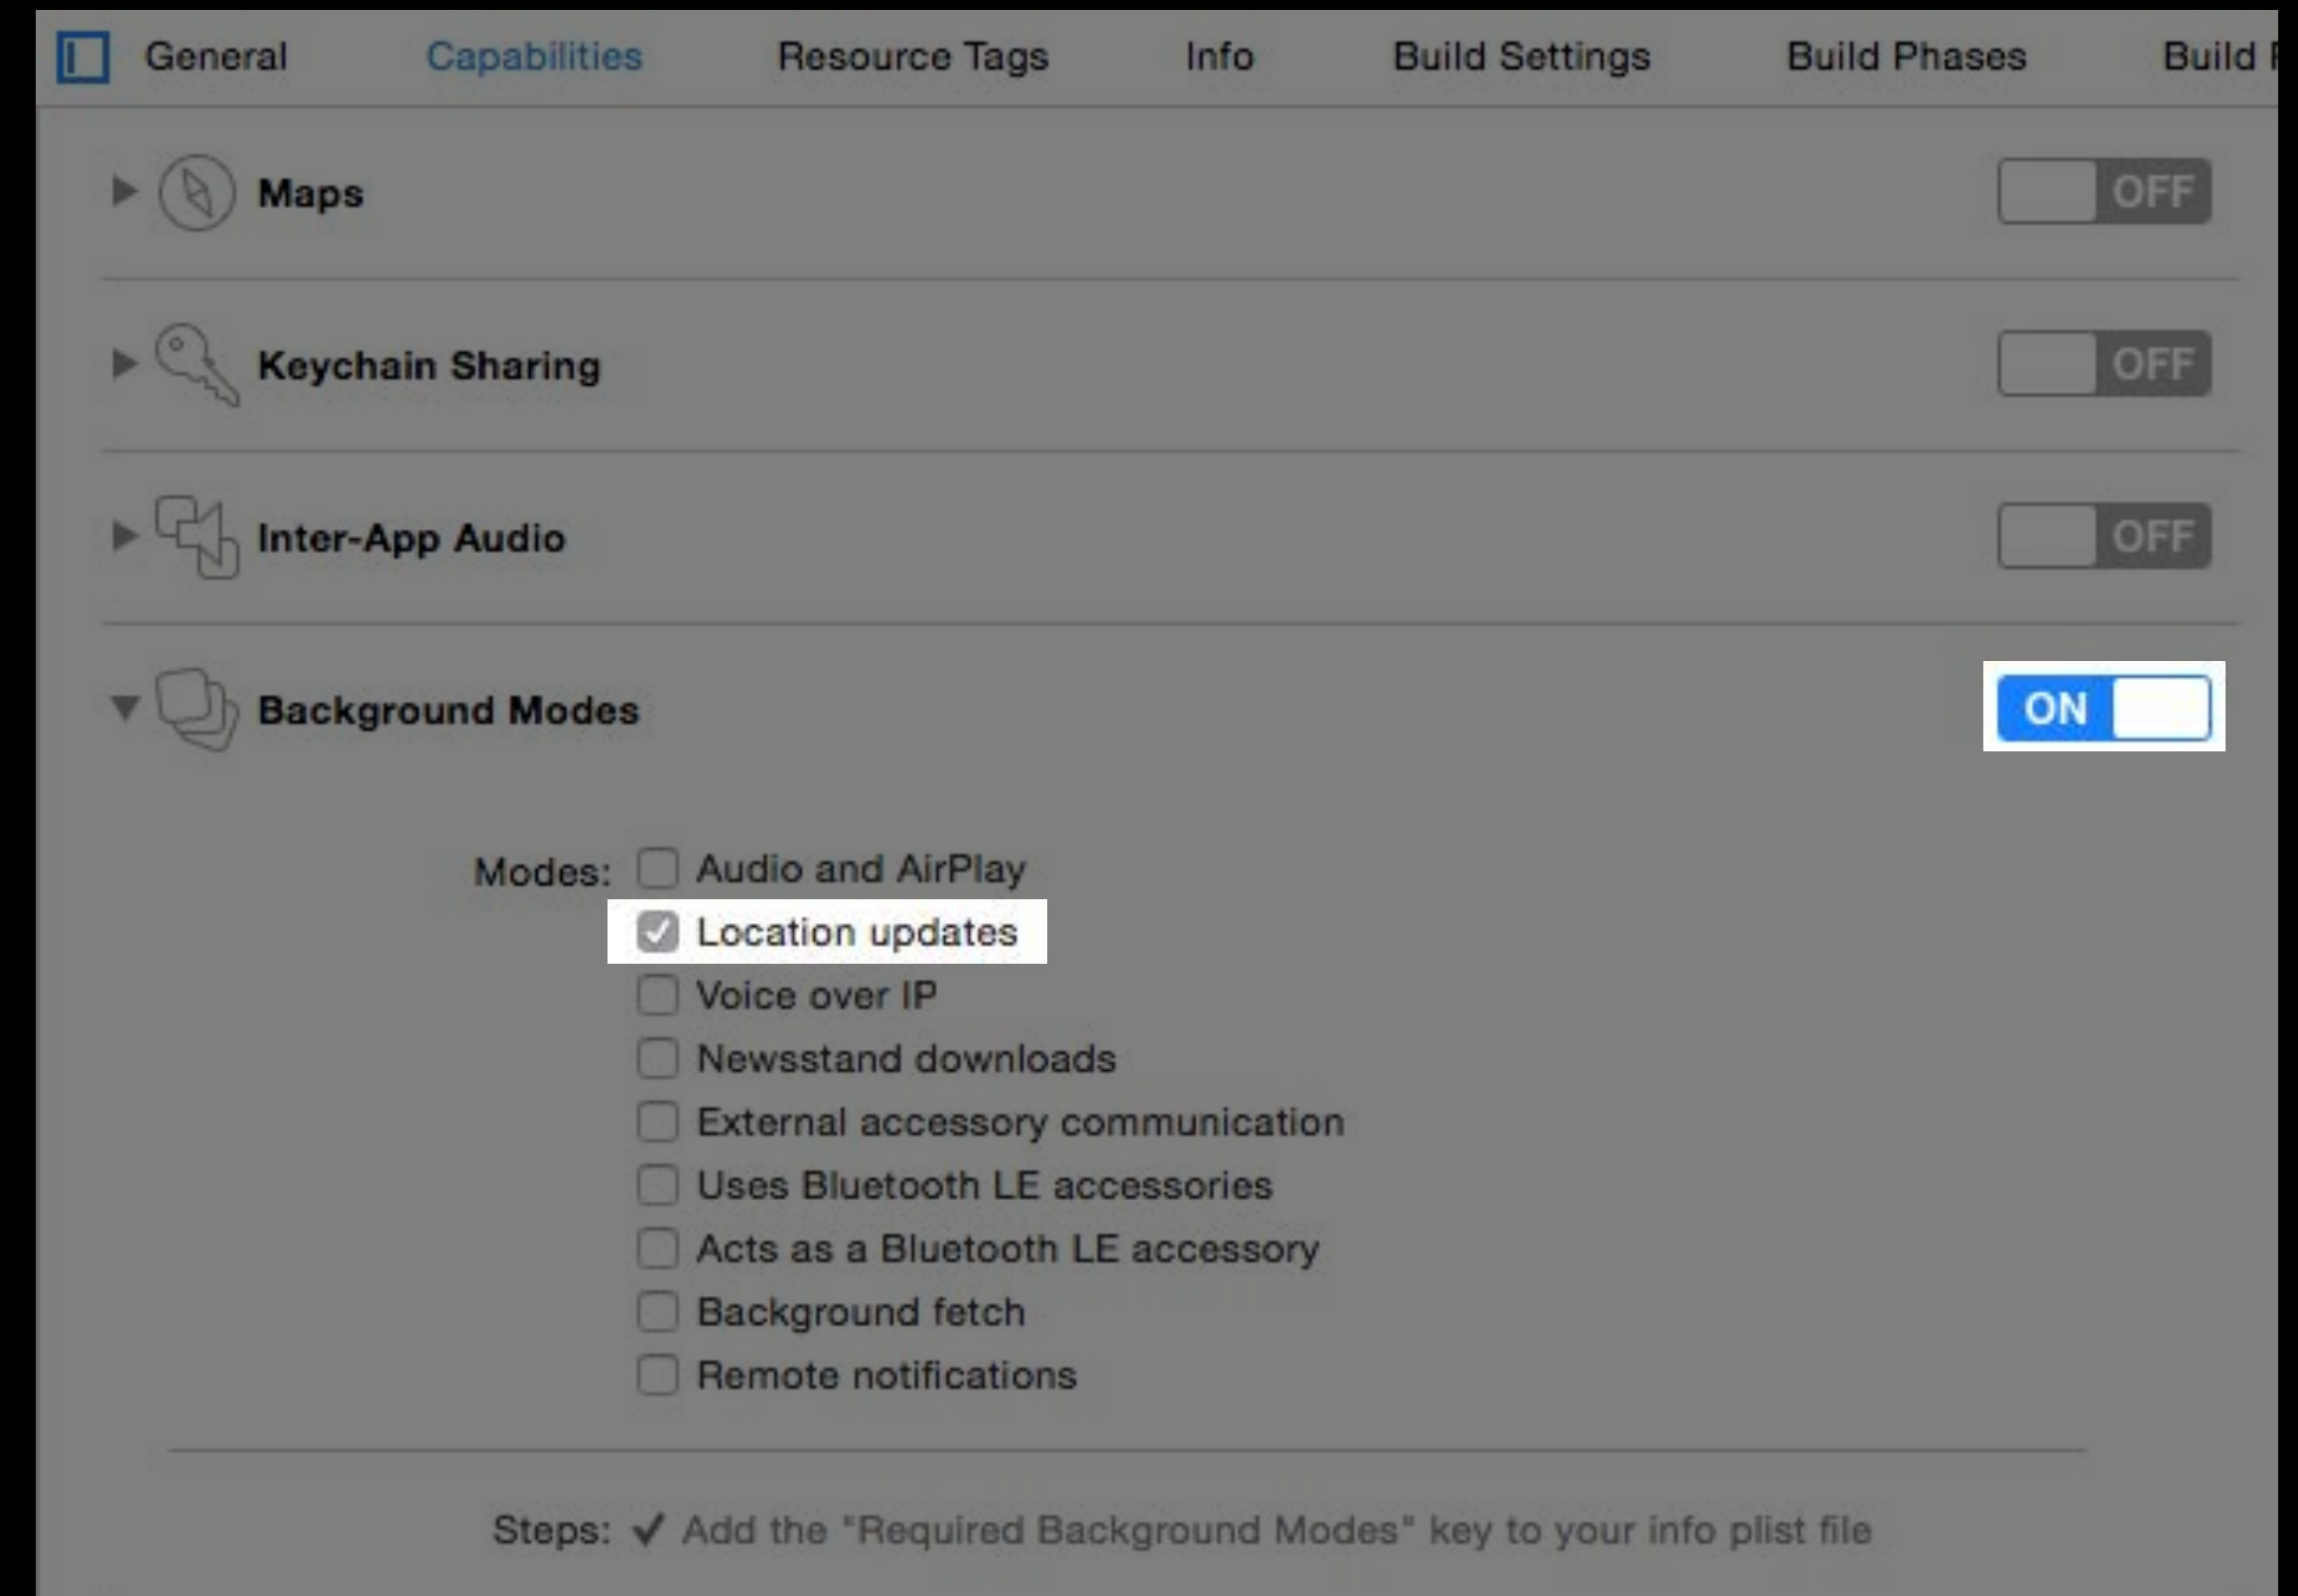 General Capabilities Resource Tags Info Build Settings Build Phases Build
Maps OFF
Keychain Sharing OFF
Inter-App Audio OFF
Background Modes ON
Modes: Audio and AirPlay
Location updates
Voice over IP
Newsstand downloads
External accessory communication
Uses Bluetooth LE accessories
Acts as a Bluetooth LE accessory
Background fetch
Remote notifications
Steps: ✓ Add the "Required Background Modes" key to your info plist file